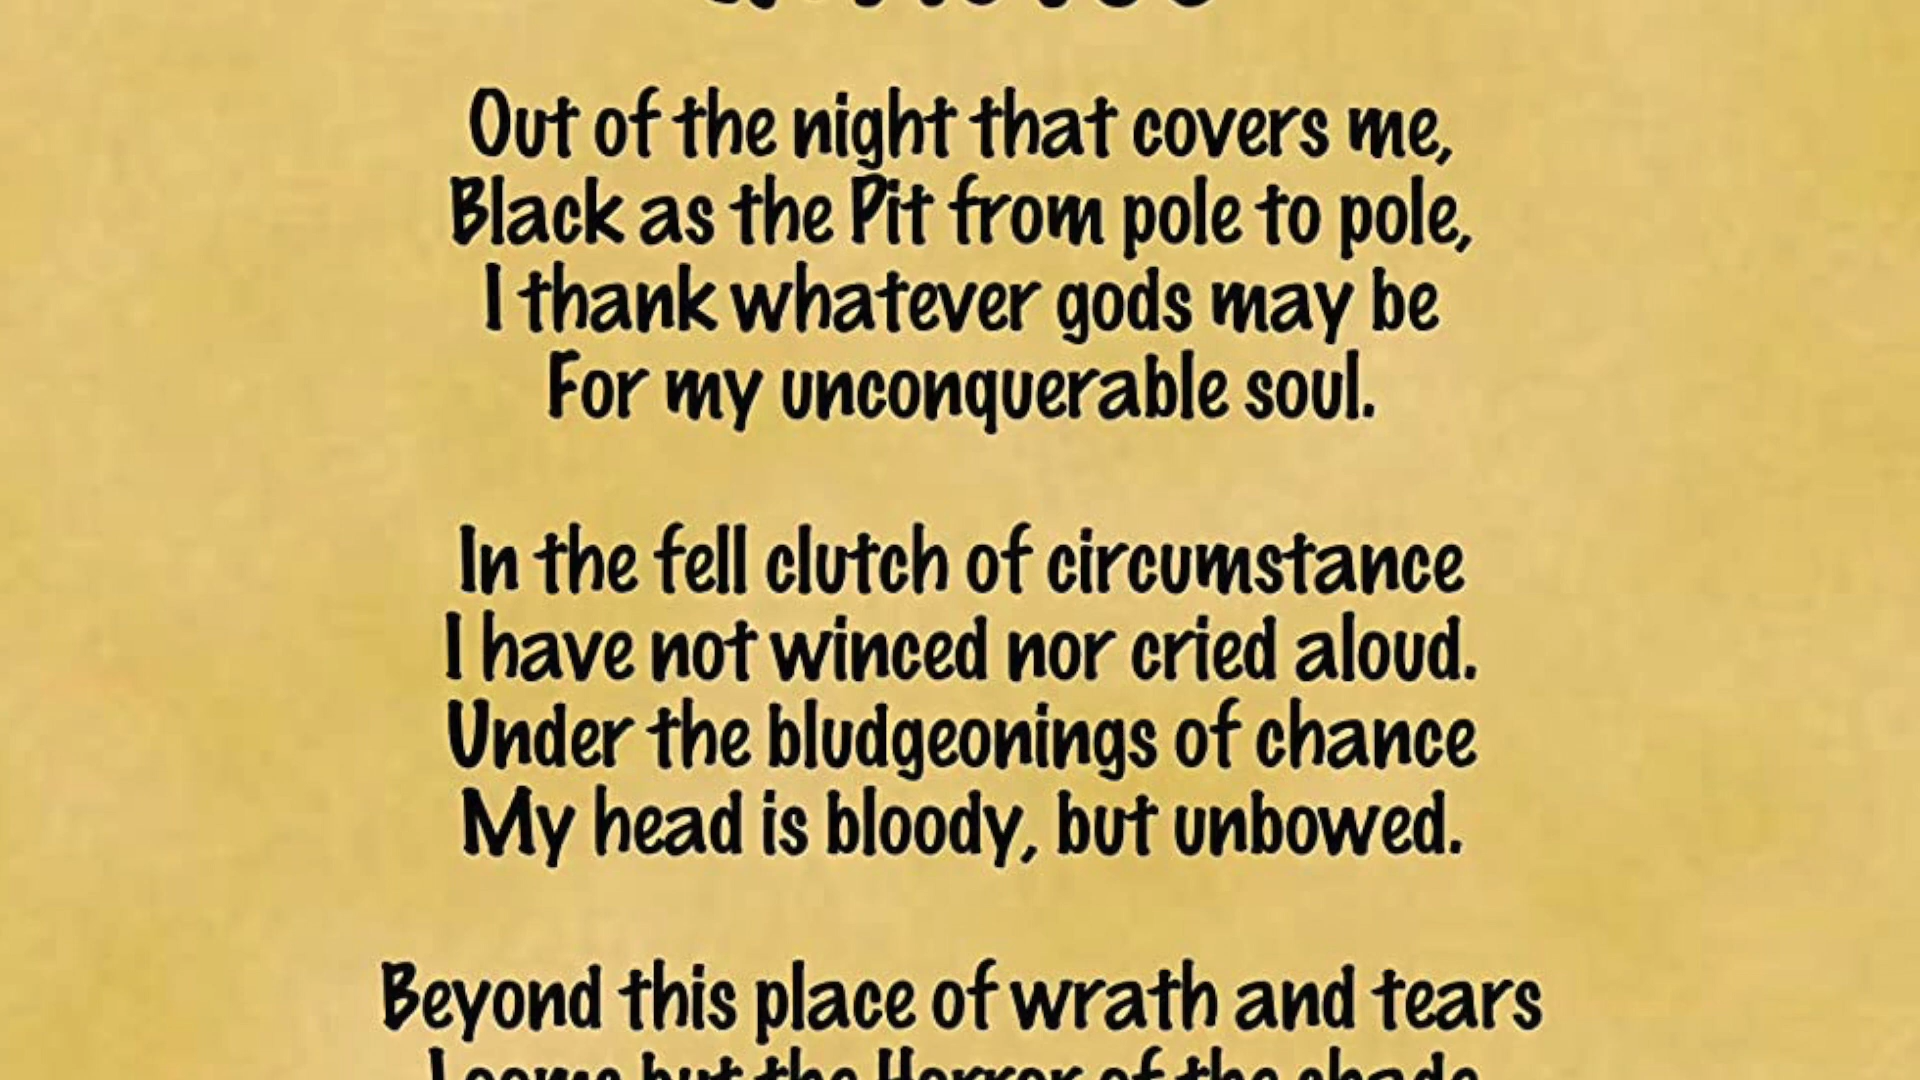 Out of the night that covers me,
Black as the Pit from pole to pole,
I thank whatever gods may be
For my unconquerable soul.
In the fell clutch of circumstance
I have not winced nor cried aloud.
Under the bludgeonings of chance
My head is bloody, but unbowed.
Beyond this place of wrath and tears
Looms but the Horror of the shade